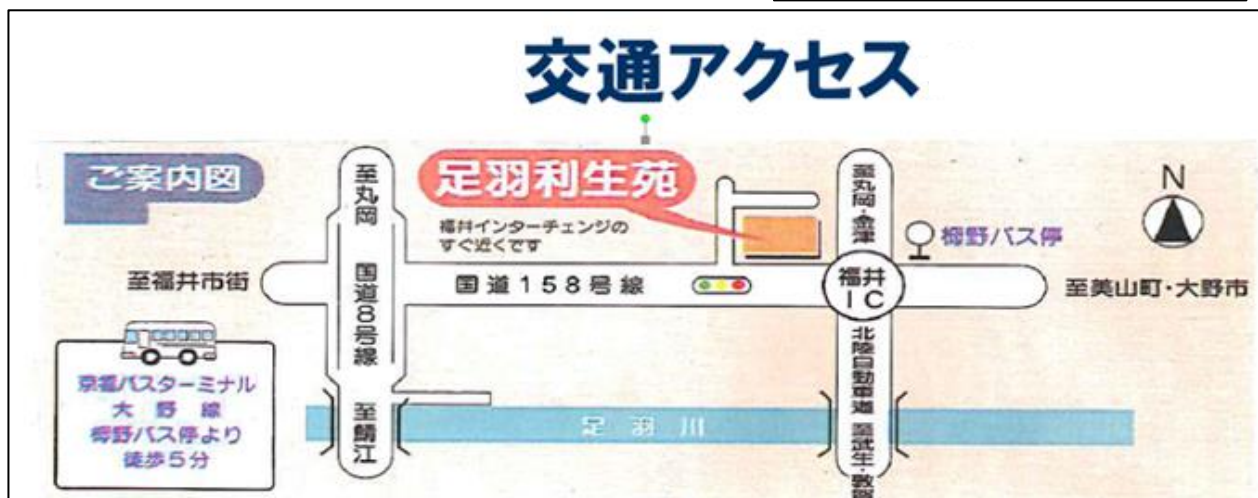 交通アクセス
ご案内図
至丸岡
足羽利生苑
福井インターチェンジの
すぐ近くです
至丸岡・金津
N
栂野バス停
至福井市街
国道8号線
国道158号線
福井
IC
至美山町・大野市
京福バスターミナル
大野線
栂野バス停より
徒歩5分
至鯖江
足羽川
北陸自動車道
至武生・敦賀